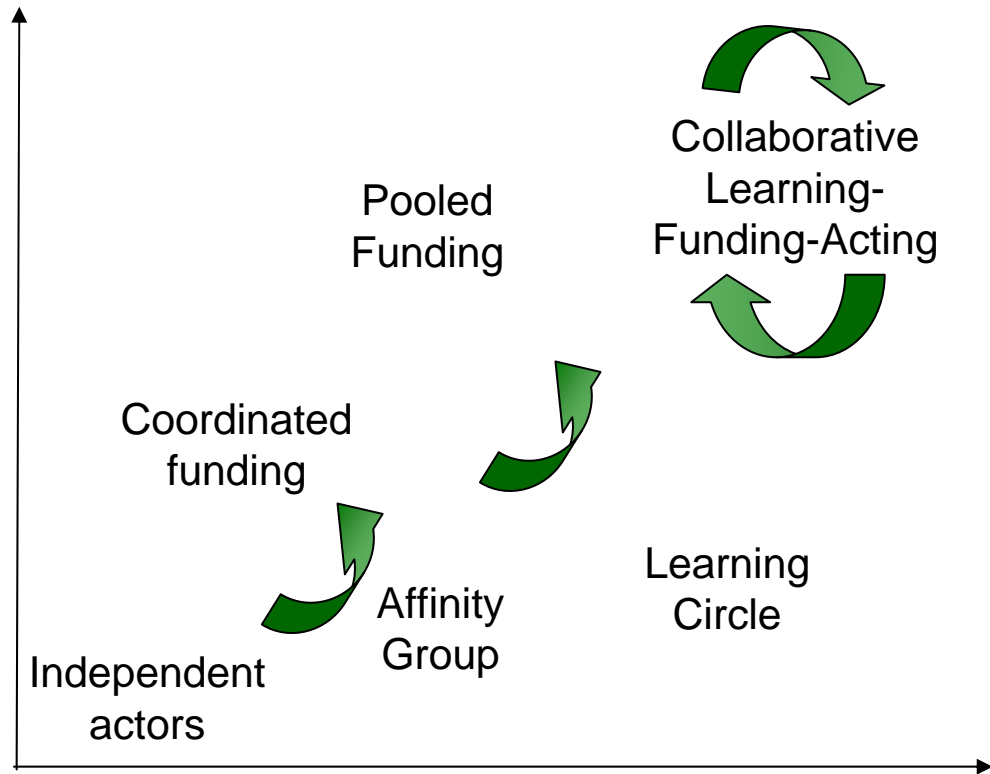 Collaborative
Learning-
Funding-Acting
Pooled
Funding
Coordinated
funding
Learning
Circle
Affinity
Group
Independent
actors